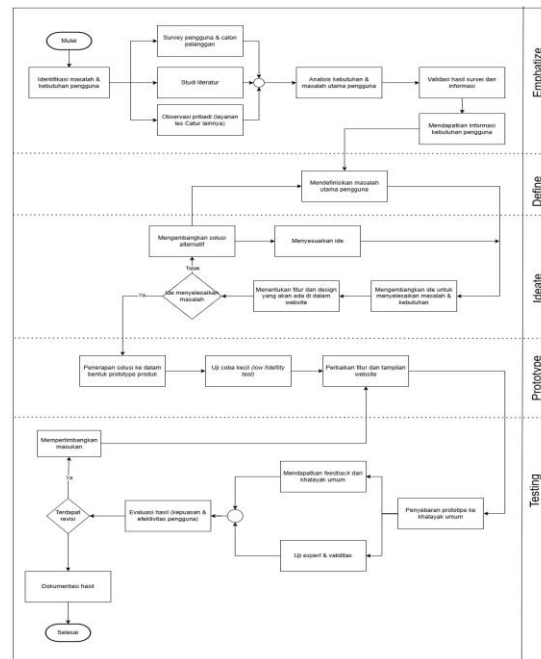 Mulai
Identifikasi masalah &
kebutuhan pengguna
Survey pengguna & calon
pelanggan
Studi literatur
Observasi pribadi (layanan
les Catur lainnya)
Analisis kebutuhan &
masalah utama pengguna
Validasi hasil survei dan
informasi
Mendapatkan informasi
kebutuhan pengguna
Emphatize
Mendefinisikan masalah
utama pengguna
Define
Mengembangkan solusi
alternatif
Menyesuaikan ide
Tidak
Ide menyelesaikan
masalah
Ya
Menentukan fitur dan design
yang akan ada di dalam
website
Mengembangkan ide untuk
menyelesaikan masalah &
kebutuhan
Ideate
Penerapan solusi ke dalam
bentuk prototype produk
Uji coba kecil (low fidelity
test)
Perbaikan fitur dan tampilan
website
Prototype
Mempertimbangkan
masukan
Ya
Terdapat
revisi
Evaluasi hasil (kepuasan &
efektivitas pengguna)
Mendapatkan feedback dari
khalayak umum
Uji expert & validitas
Penyebaran prototipe ke
khalayak umum
Dokumentasi hasil
Selesai
Testing